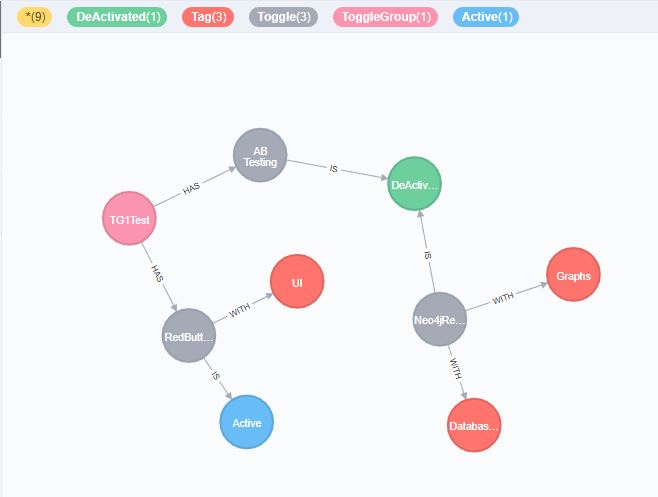 *(9)
DeActivated(1)
Tag(3)
Toggle(3)
ToggleGroup(1)
Active(1)
AB
Testing
IS
DeActiv...
HAS
TG1Test
HAS
IS
UI
Graphs
WITH
WITH
RedButt...
Neo4jRe...
IS
WITH
Active
Databas...